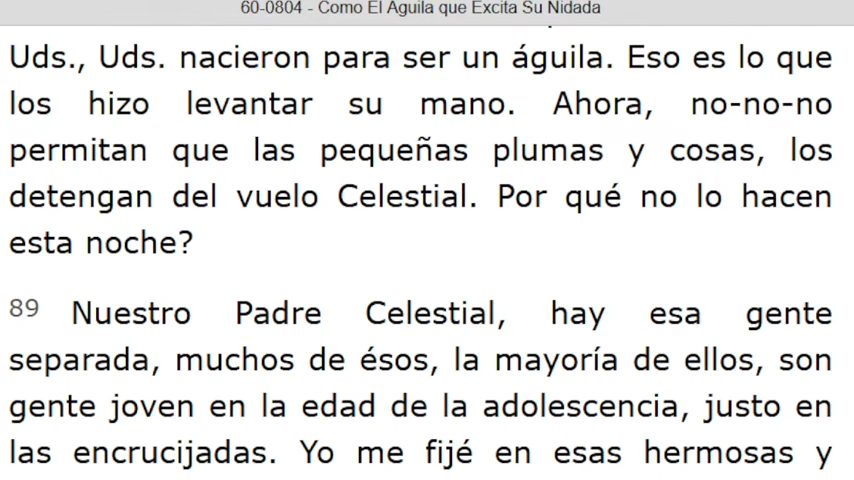 60-0804 - Como El Aguila que Excita Su Nidada
Uds., Uds. nacieron para ser un águila. Eso es lo que
los hizo levantar su mano. Ahora, no-no-no
permitan que las pequeñas plumas y cosas, los
detengan del vuelo Celestial. Por qué no lo hacen
esta noche?
89 Nuestro Padre Celestial, hay esa gente
separada, muchos de ésos, la mayoría de ellos, son
gente joven en la edad de la adolescencia, justo en
las encrucijadas. Yo me fijé en esas hermosas y